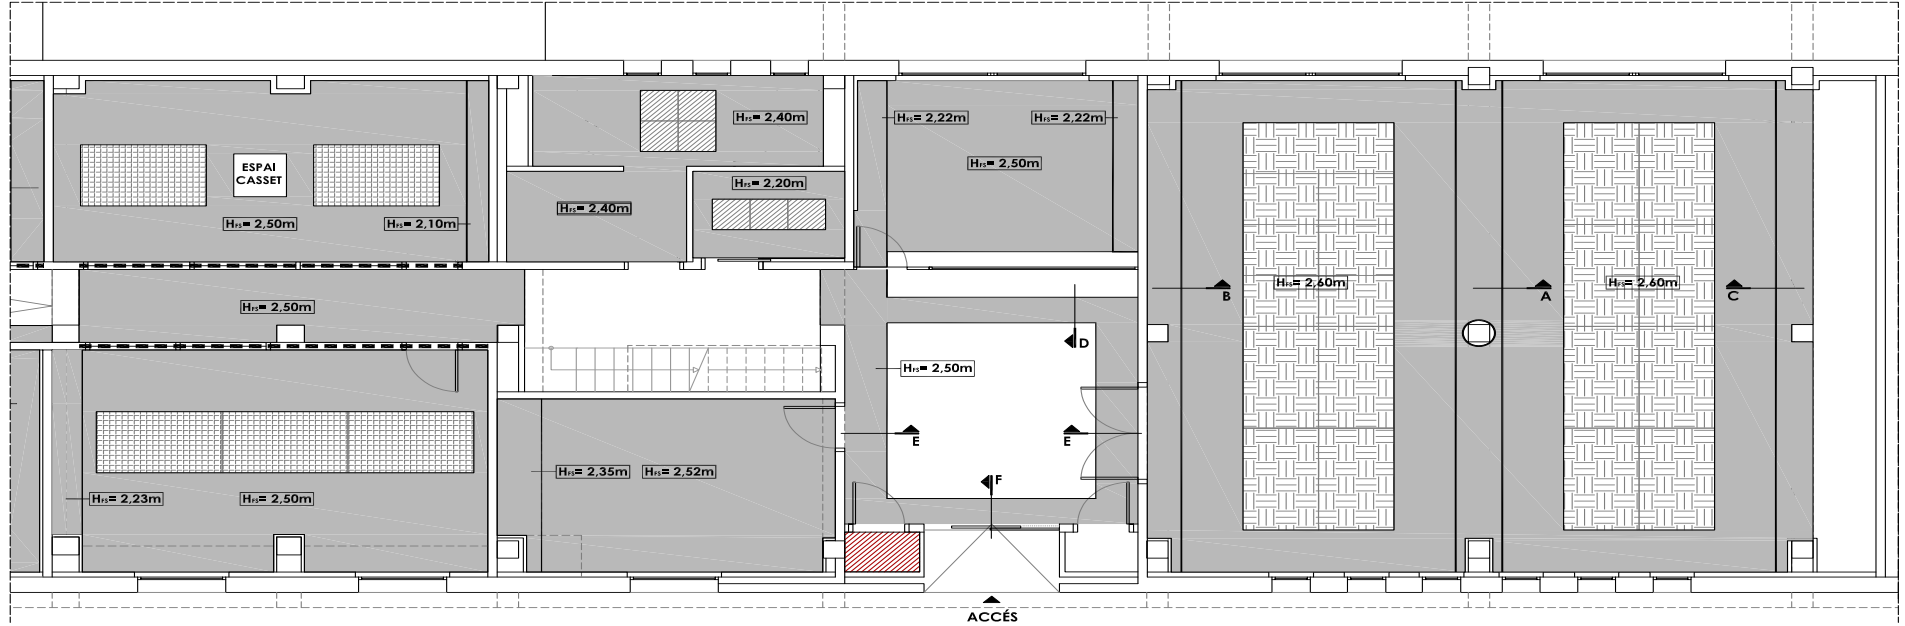 HFS= 2,40m
HFS= 2,22m
HFS= 2,22m
ESPAI
CASSET
HFS= 2,50m
HFS= 2,20m
HFS= 2,40m
HFS= 2,50m
HFS= 2,10m
HFS= 2,50m
HFS= 2,60m
HFS= 2,60m
B
A
C
D
HFS= 2,50m
E
E
HFS= 2,35m
HFS= 2,52m
F
HFS= 2,23m
HFS= 2,50m
ACCÉS